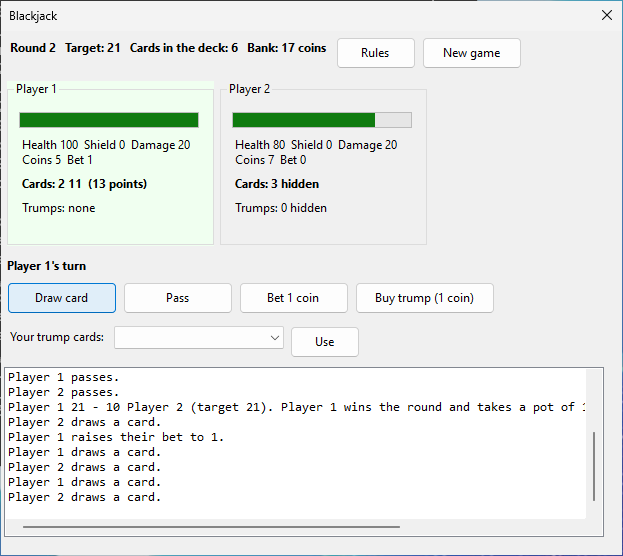 Blackjack
Round 2 Target: 21 Cards in the deck: 6 Bank: 17 coins
Rules
New game
Player 1
Health 100 Shield 0 Damage 20
Coins 5 Bet 1
Cards: 2 11 (13 points)
Trumps: none
Player 2
Health 80 Shield 0 Damage 20
Coins 7 Bet 0
Cards: 3 hidden
Trumps: 0 hidden
Player 1's turn
Draw card
Pass
Bet 1 coin
Buy trump (1 coin)
Your trump cards:
Use
Player 1 passes.
Player 2 passes.
Player 1 21 - 10 Player 2 (target 21). Player 1 wins the round and takes a pot of
Player 2 draws a card.
Player 1 raises their bet to 1.
Player 1 draws a card.
Player 2 draws a card.
Player 1 draws a card.
Player 2 draws a card.